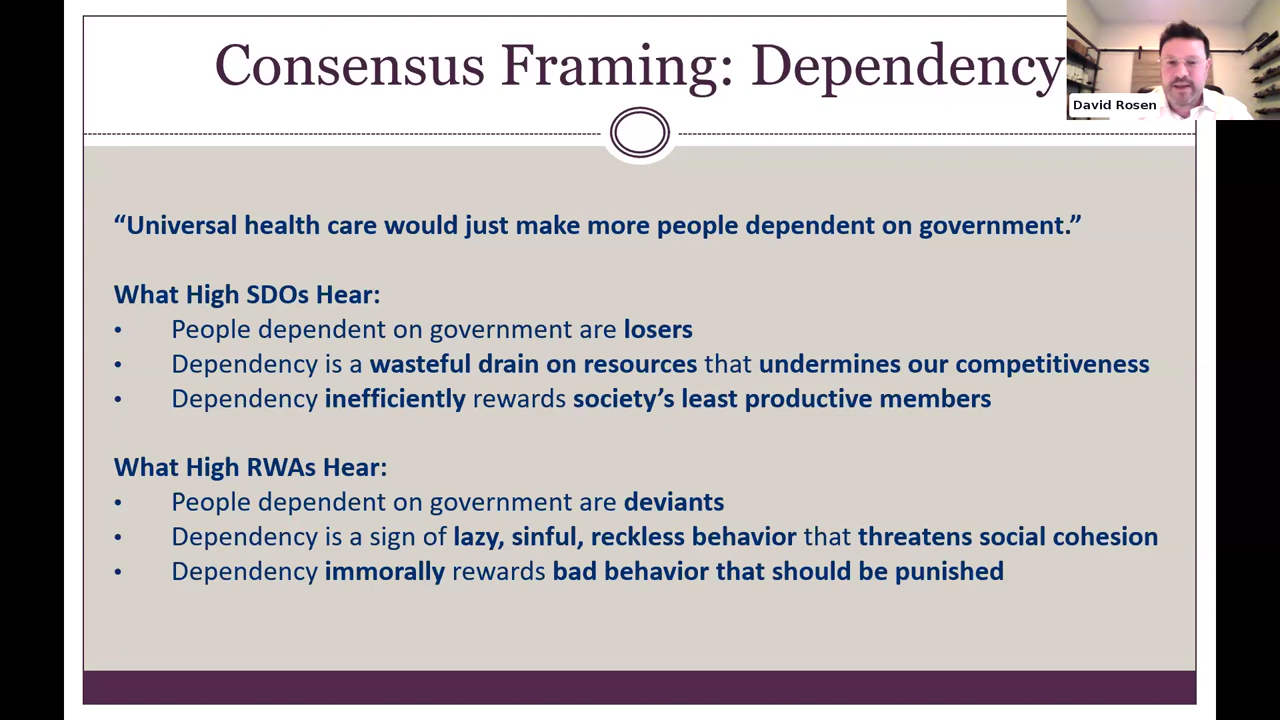 Consensus Framing: Dependency
David Rosen
“Universal health care would just make more people dependent on government.”
What High SDOs Hear:
• People dependent on government are losers
• Dependency is a wasteful drain on resources that undermines our competitiveness
• Dependency inefficiently rewards society’s least productive members
What High RWAs Hear:
• People dependent on government are deviants
• Dependency is a sign of lazy, sinful, reckless behavior that threatens social cohesion
• Dependency immorally rewards bad behavior that should be punished